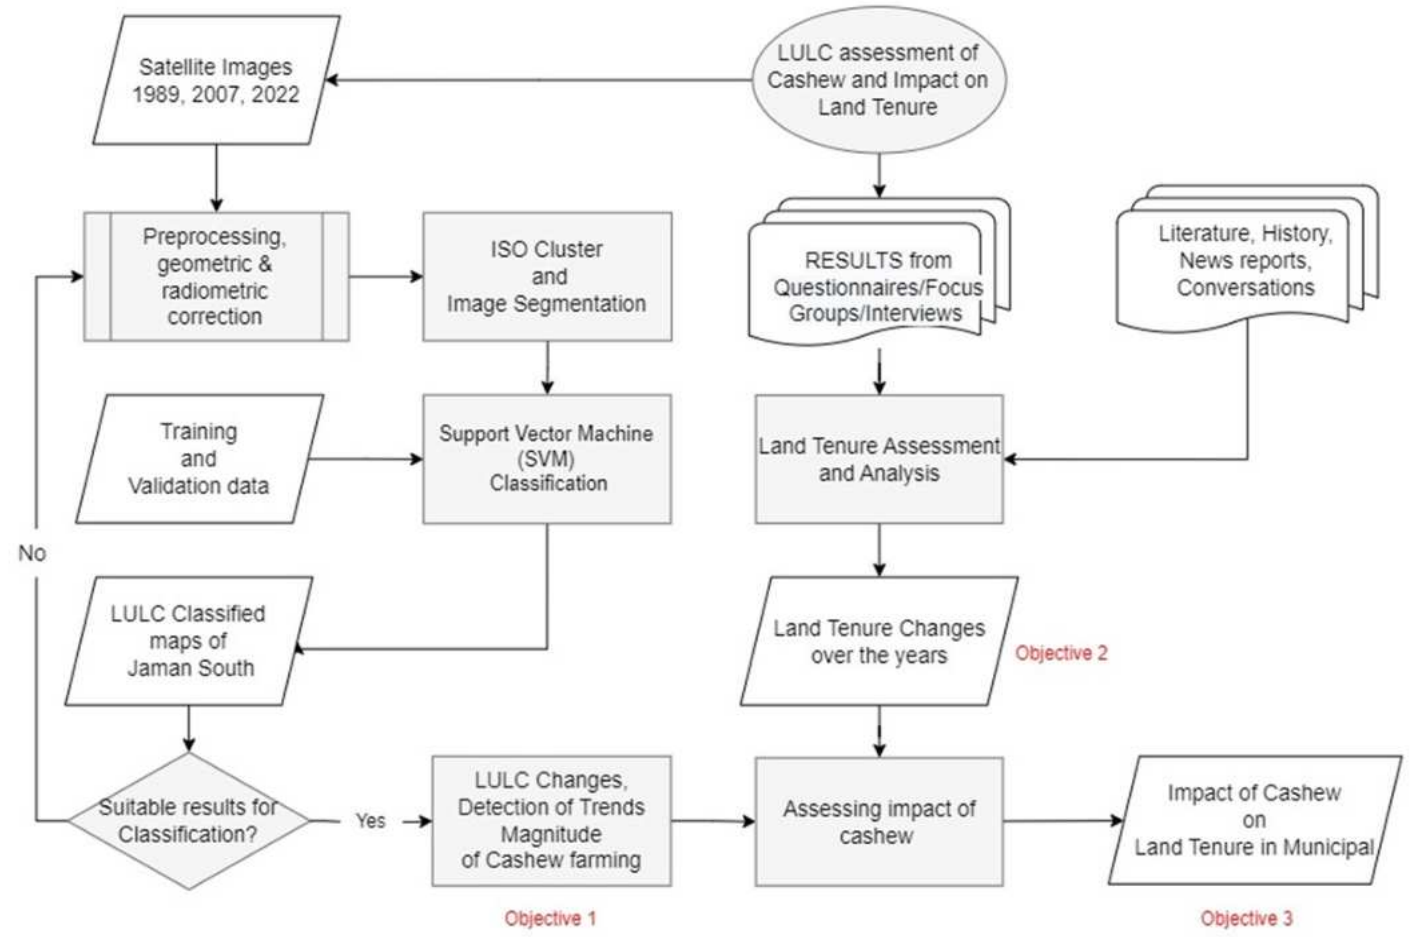 Satellite Images
1989, 2007, 2022
LULC assessment of
Cashew and Impact on
Land Tenure
Preprocessing,
geometric &
radiometric
correction
ISO Cluster
and
Image Segmentation
RESULTS from
Questionnaires/Focus
Groups/Interviews
Literature, History,
News reports,
Conversations
Training
and
Validation data
Support Vector Machine
(SVM)
Classification
Land Tenure Assessment
and Analysis
No
LULC Classified
maps of
Jaman South
Land Tenure Changes
over the years
Objective 2
Suitable results for
Classification?
Yes
LULC Changes,
Detection of Trends
Magnitude
of Cashew farming
Assessing impact of
cashew
Impact of Cashew
on
Land Tenure in Municipal
Objective 1
Objective 3